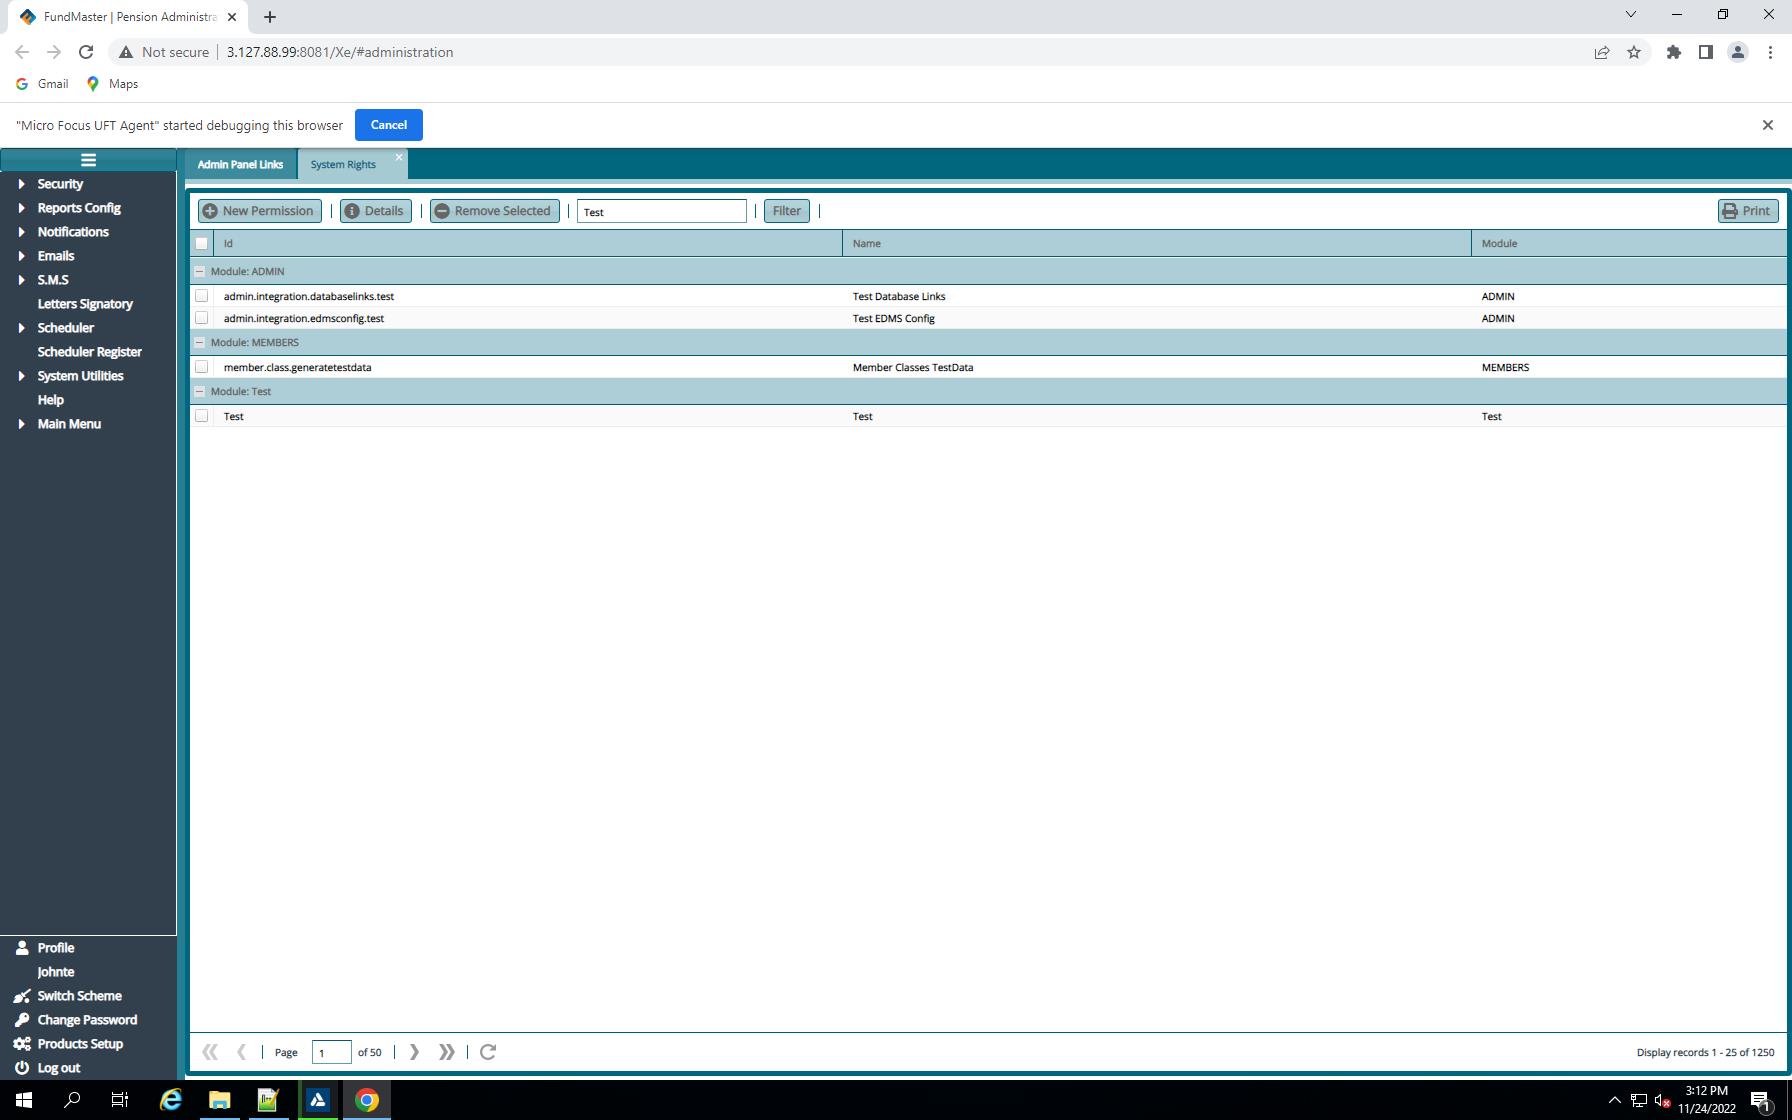 FundMaster | Pension Administra
Not secure
3.127.88.99:8081/Xe/#administration
Gmail
Maps
"Micro Focus UFT Agent" started debugging this browser
Cancel
Security
Reports Config
Notifications
Emails
S.M.S
Letters Signatory
Scheduler
Scheduler Register
System Utilities
Help
Main Menu
Profile
Johnte
Switch Scheme
Change Password
Products Setup
Log out
Admin Panel Links
System Rights
New Permission
Details
Remove Selected
Test
Filter
Print
Id Name Module
Module: ADMIN
admin.integration.databaselinks.test Test Database Links ADMIN
admin.integration.edmsconfig.test Test EDMS Config ADMIN
Module: MEMBERS
member.class.generatetestdata Member Classes TestData MEMBERS
Module: Test
Test Test Test
Page 1 of 50
Display records 1 - 25 of 1250
3:12 PM
11/24/2022
1